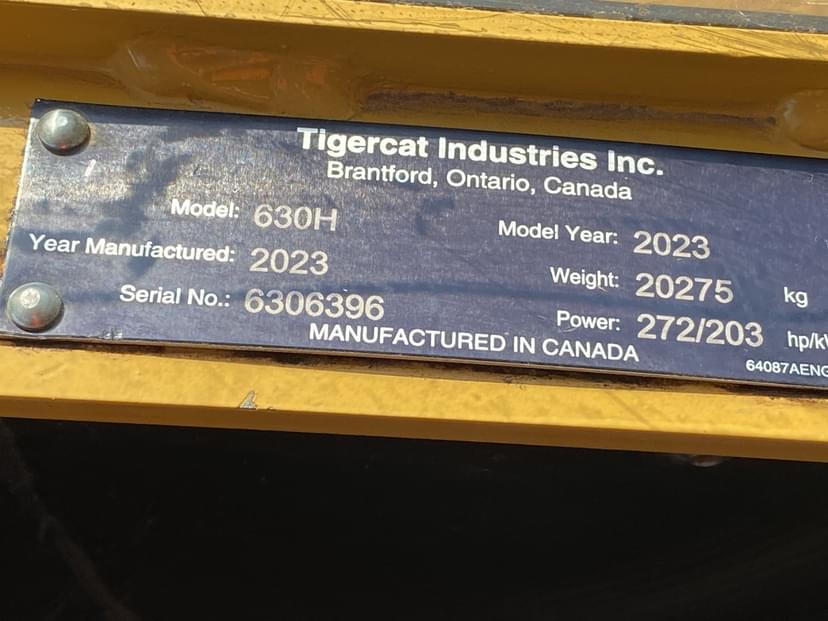 Tigercat Industries Inc.
Brantford, Ontario, Canada
Model: 630H
Model Year: 2023
Year Manufactured: 2023
Weight: 20275 kg
Serial No.: 6306396
Power: 272/203 hp/k
MANUFACTURED IN CANADA
64087AENG